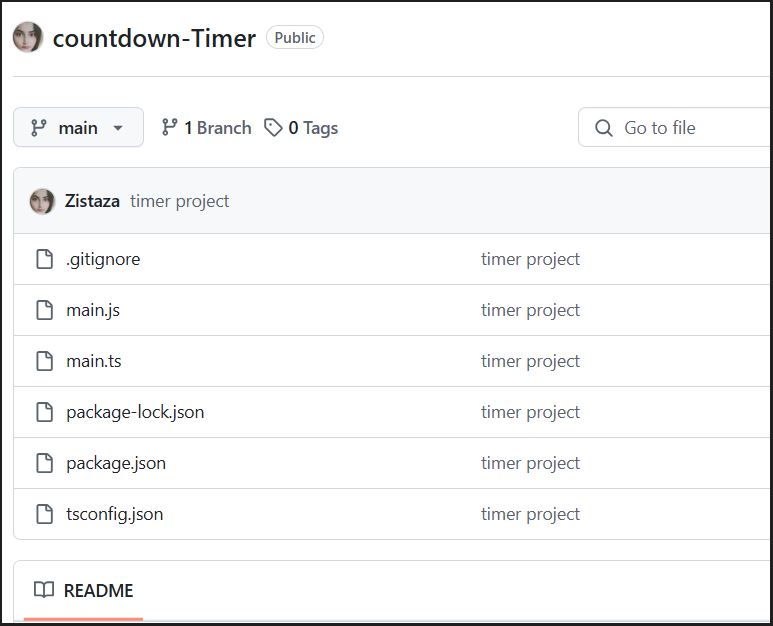 countdown-Timer Public
main 1 Branch 0 Tags Go to file
Zistaza timer project
.gitignore timer project
main.js timer project
main.ts timer project
package-lock.json timer project
package.json timer project
tsconfig.json timer project
README